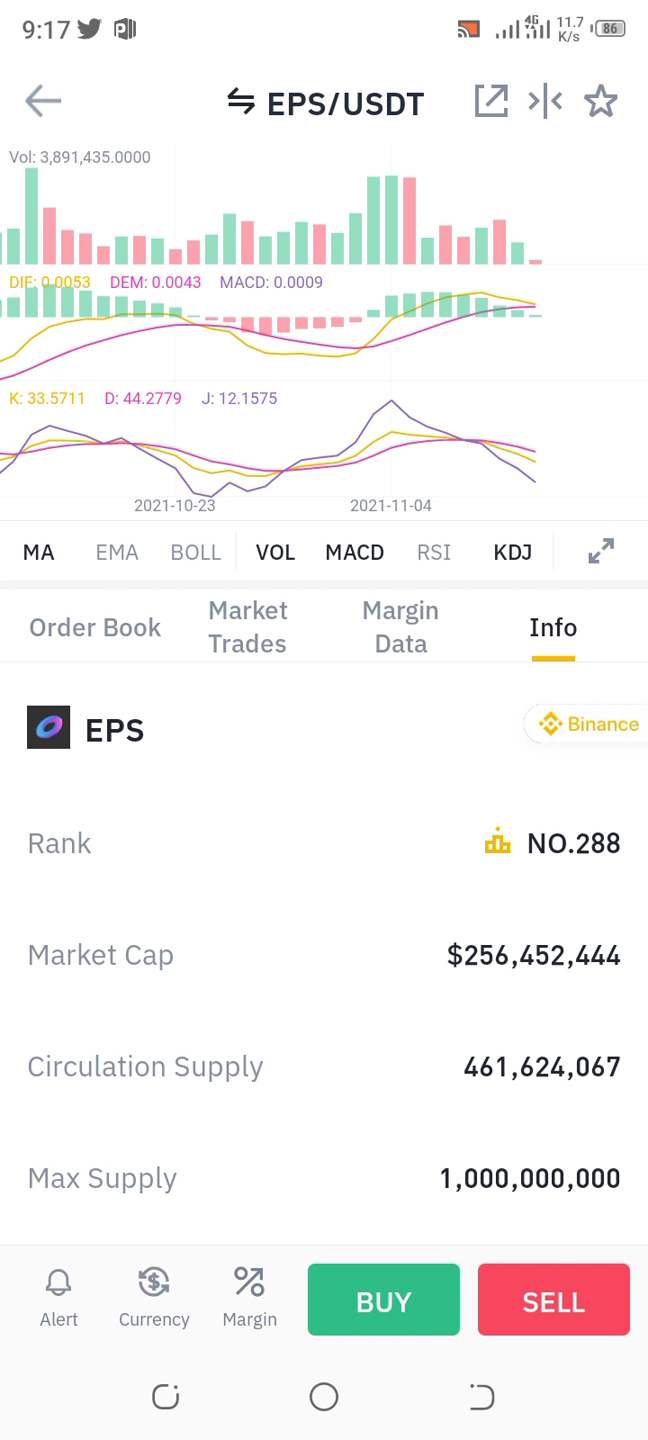 9:17 4G 11.7 K/s 86
EPS/USDT
Vol: 3,891,435.0000
DIF: 0.0053 DEM: 0.0043 MACD: 0.0009
K: 33.5711 D: 44.2779 J: 12.1575
2021-10-23 2021-11-04
MA EMA BOLL VOL MACD RSI KDJ
Order Book Market Trades Margin Data Info
EPS Binance
Rank NO.288
Market Cap $256,452,444
Circulation Supply 461,624,067
Max Supply 1,000,000,000
Alert Currency Margin BUY SELL